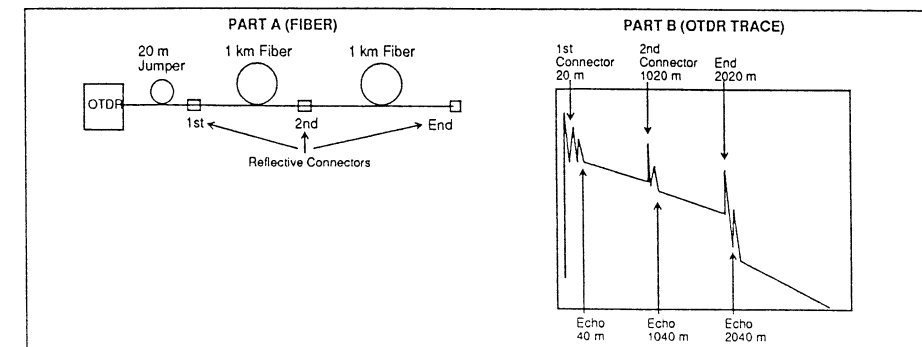 PART A (FIBER)
20 m
Jumper
1 km Fiber
1 km Fiber
OTDR
1st
2nd
End
Reflective Connectors
PART B (OTDR TRACE)
1st
Connector
20 m
2nd
Connector
1020 m
End
2020 m
Echo
40 m
Echo
1040 m
Echo
2040 m